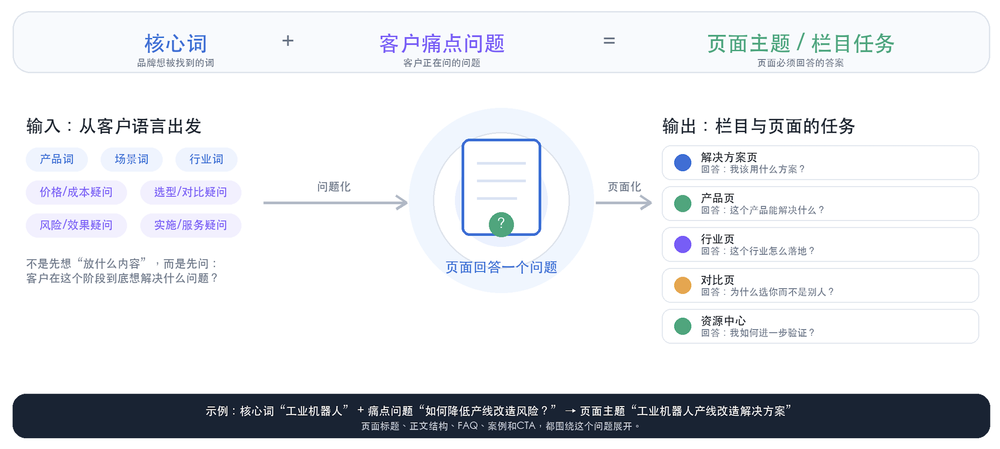 核心词 + 客户痛点问题 = 页面主题 / 栏目任务
品牌想被找到的词
客户正在问的问题
页面必须回答的答案
输入：从客户语言出发
产品词
场景词
行业词
价格/成本疑问
选型/对比疑问
风险/效果疑问
实施/服务疑问
不是先想“放什么内容”，而是先问：
客户在这个阶段到底想解决什么问题？
问题化
?
页面回答一个问题
页面化
输出：栏目与页面的任务
解决方案页
回答：我该用什么方案？
产品页
回答：这个产品能解决什么？
行业页
回答：这个行业怎么落地？
对比页
回答：为什么选你而不是别人？
资源中心
回答：我如何进一步验证？
示例：核心词“工业机器人” + 痛点问题“如何降低产线改造风险？” → 页面主题“工业机器人产线改造解决方案”
页面标题、正文结构、FAQ、案例和CTA，都围绕这个问题展开。